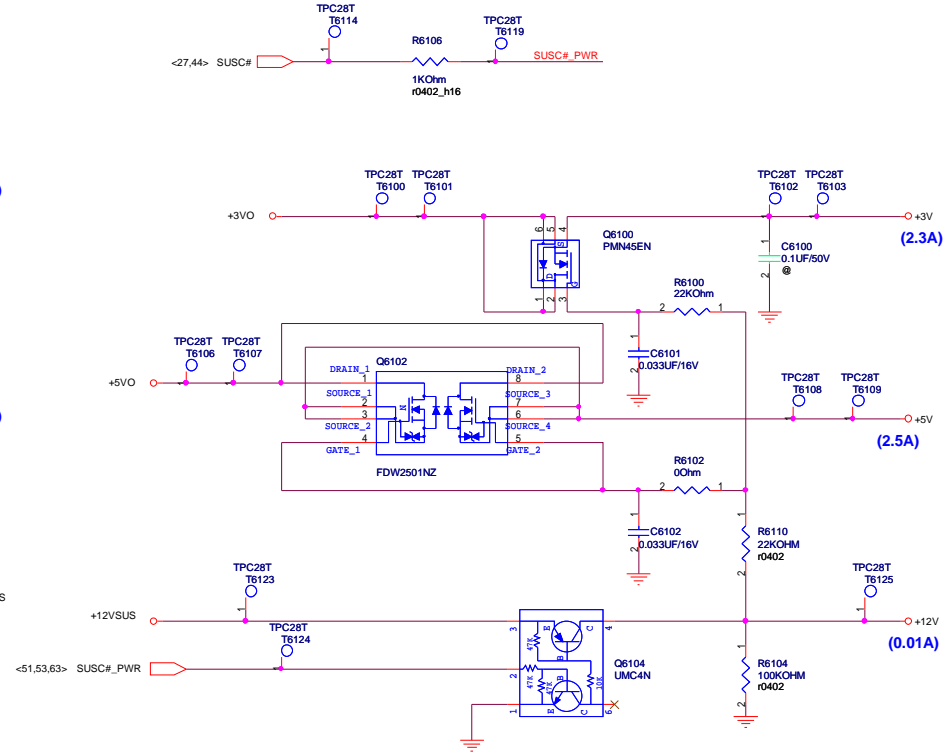 TPC28T
T6114
TPC28T
T6119
R6106
<27,44> SUSC#
1
1
SUSC#_PWR
1KOhm
r0402_h16
TPC28T TPC28T
T6100 T6101
TPC28T TPC28T
T6102 T6103
+3VO
1 1
1 1
+3V
(2.3A)
6 5 4
S
D
G
1 2 3
Q6100
PMN45EN
1
2
C6100
0.1UF/50V
@
R6100
22KOhm
2 1
TPC28T TPC28T
T6106 T6107
1
2
C6101
0.033UF/16V
+5VO
1 1
Q6102
DRAIN_1
1
SOURCE_1
2
3
SOURCE_2
4
GATE_1
N
DRAIN_2
8
SOURCE_3
7
6
SOURCE_4
5
GATE_2
FDW2501NZ
TPC28T TPC28T
T6108 T6109
1 1
+5V
(2.5A)
R6102
0Ohm
2 1
1
2
C6102
0.033UF/16V
1
R6110
22KOHM
r0402
2
TPC28T
T6123
1
TPC28T
T6125
1
S
+12VSUS
+12V
(0.01A)
TPC28T
T6124
1
<51,53,63> SUSC#_PWR
3
E C
4
47K
B
2
47K
47K
B
10K
1
E C
6
Q6104
UMC4N
1
R6104
100KOHM
r0402
2